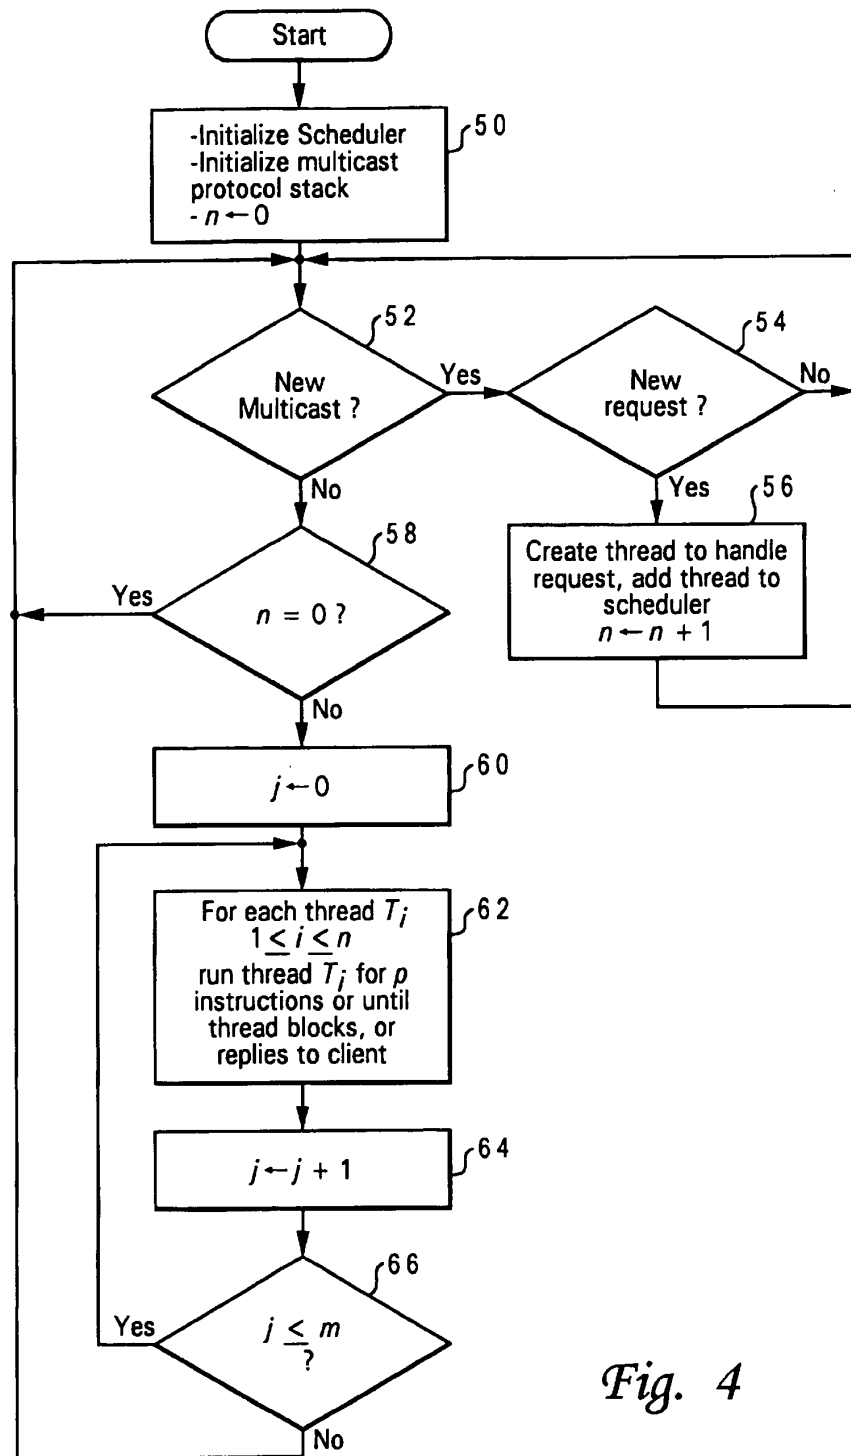 Start
50
-Initialize Scheduler
-Initialize multicast
protocol stack
- n ← 0
52
New
Multicast ?
Yes
No
54
New
request ?
No
Yes
56
Create thread to handle
request, add thread to
scheduler
n ← n + 1
58
n = 0 ?
Yes
No
60
j ← 0
62
For each thread Ti
1 ≤ i ≤ n
run thread Ti for p
instructions or until
thread blocks, or
replies to client
64
j ← j + 1
66
j ≤ m
?
Yes
No
Fig. 4